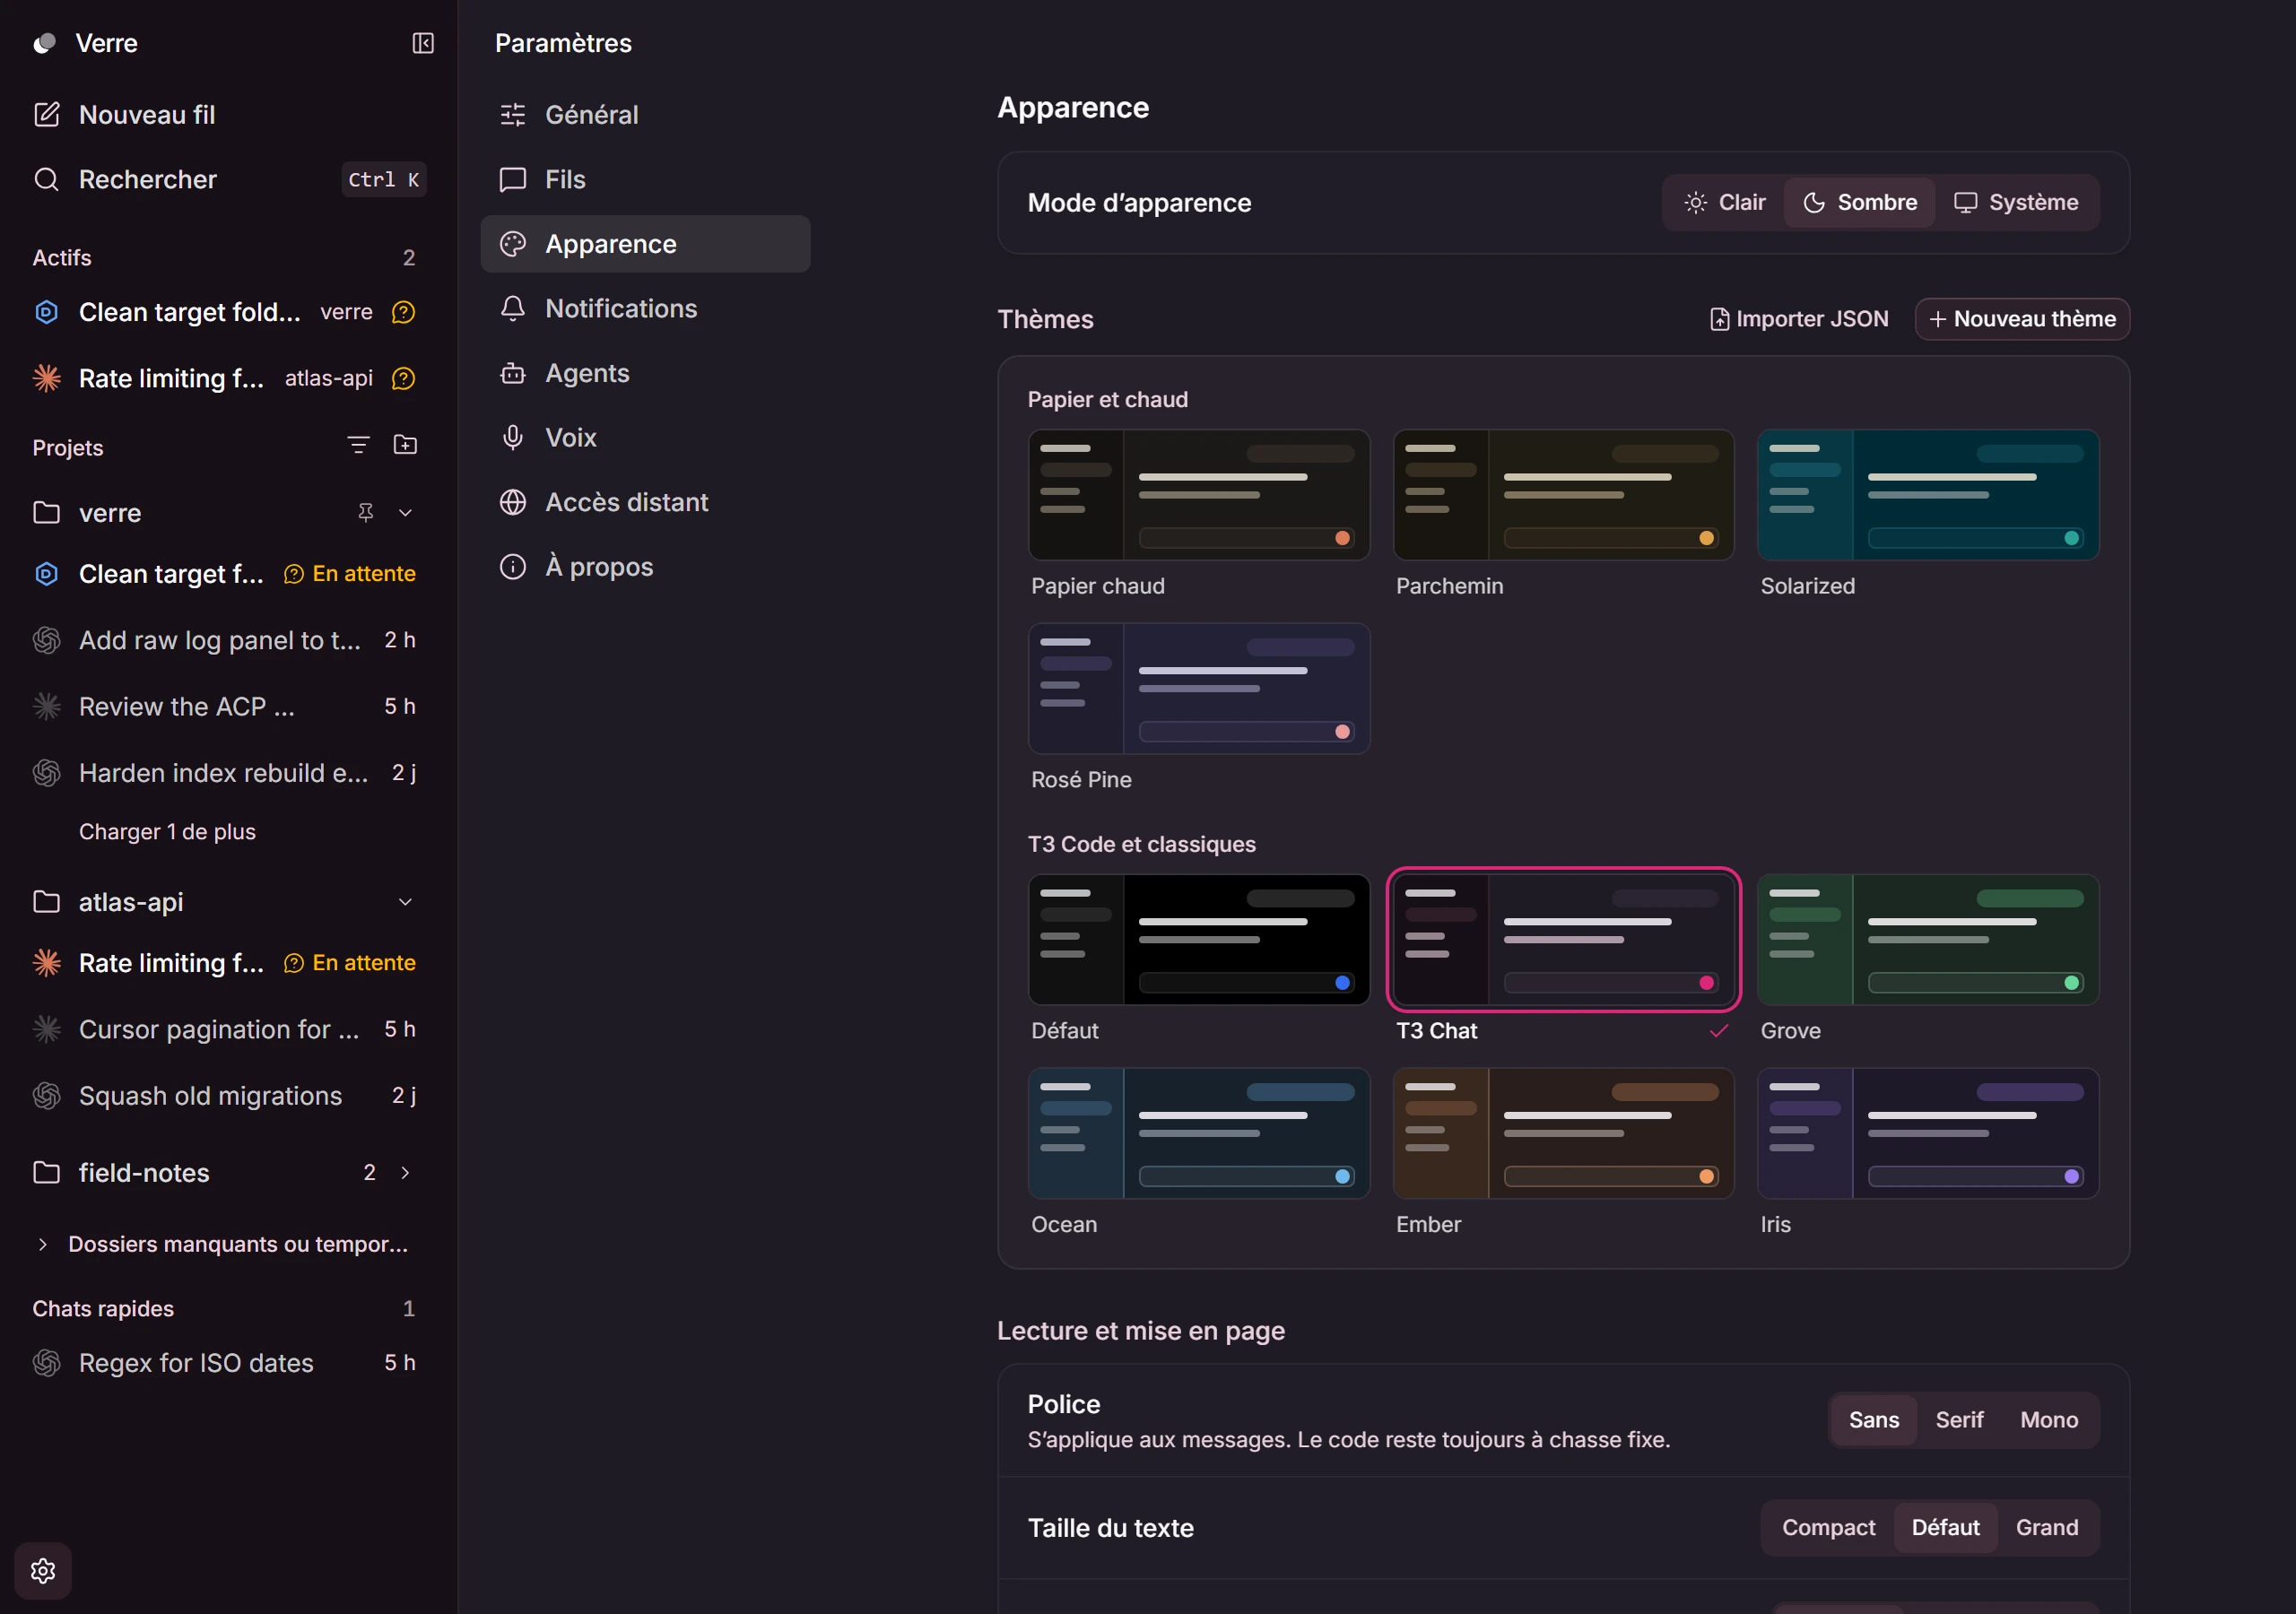 Verre
Nouveau fil
Rechercher Ctrl K
Actifs 2
Clean target fold... verre
Rate limiting f... atlas-api
Projets
verre
Clean target f... En attente
Add raw log panel to t... 2 h
Review the ACP ... 5 h
Harden index rebuild e... 2 j
Charger 1 de plus
atlas-api
Rate limiting f... En attente
Cursor pagination for ... 5 h
Squash old migrations 2 j
field-notes 2
Dossiers manquants ou tempor...
Chats rapides 1
Regex for ISO dates 5 h
Paramètres
Général
Fils
Apparence
Notifications
Agents
Voix
Accès distant
À propos
Apparence
Mode d’apparence Clair Sombre Système
Thèmes Importer JSON + Nouveau thème
Papier et chaud
Papier chaud Parchemin Solarized
Rosé Pine
T3 Code et classiques
Défaut T3 Chat Grove
Ocean Ember Iris
Lecture et mise en page
Police
S’applique aux messages. Le code reste toujours à chasse fixe.
Sans Serif Mono
Taille du texte Compact Défaut Grand